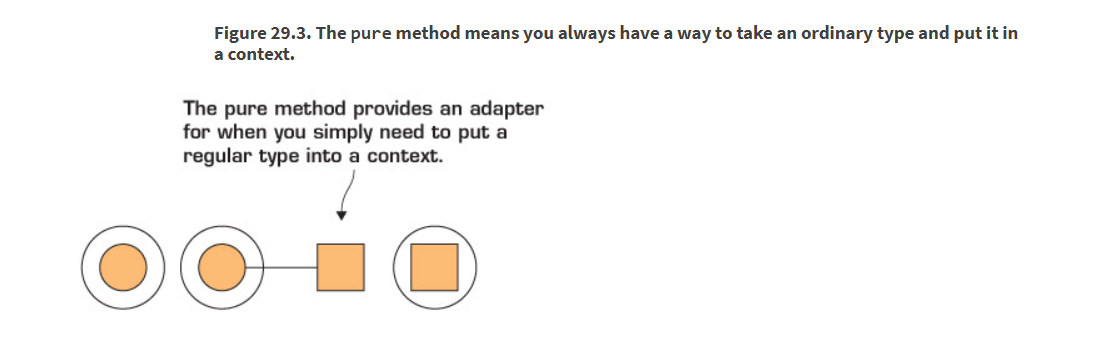 Figure 29.3. The pure method means you always have a way to take an ordinary type and put it in
a context.
The pure method provides an adapter
for when you simply need to put a
regular type into a context.